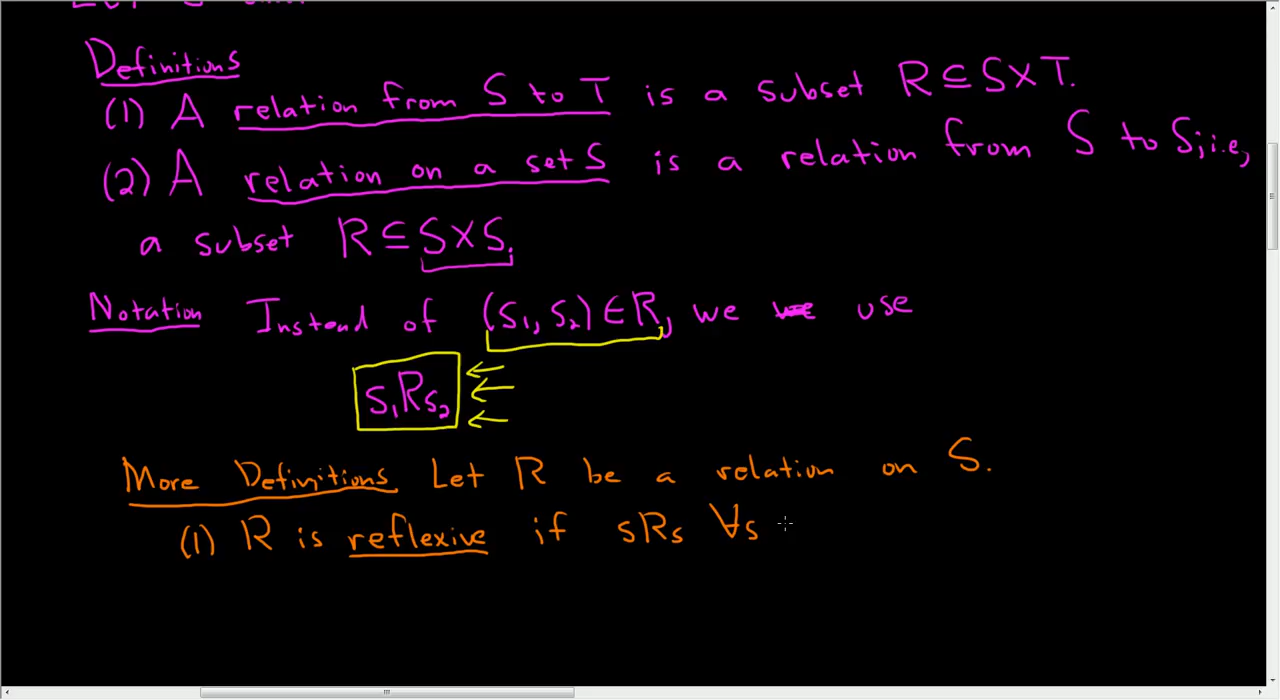 Definitions
(1) A relation from S to T is a subset R ⊆ S×T.
(2) A relation on a set S is a relation from S to S, i.e.,
a subset R ⊆ S×S.
Notation Instead of (s₁, s₂) ∈ R, we use
s₁Rs₂
More Definitions Let R be a relation on S.
(1) R is reflexive if sRs ∀s